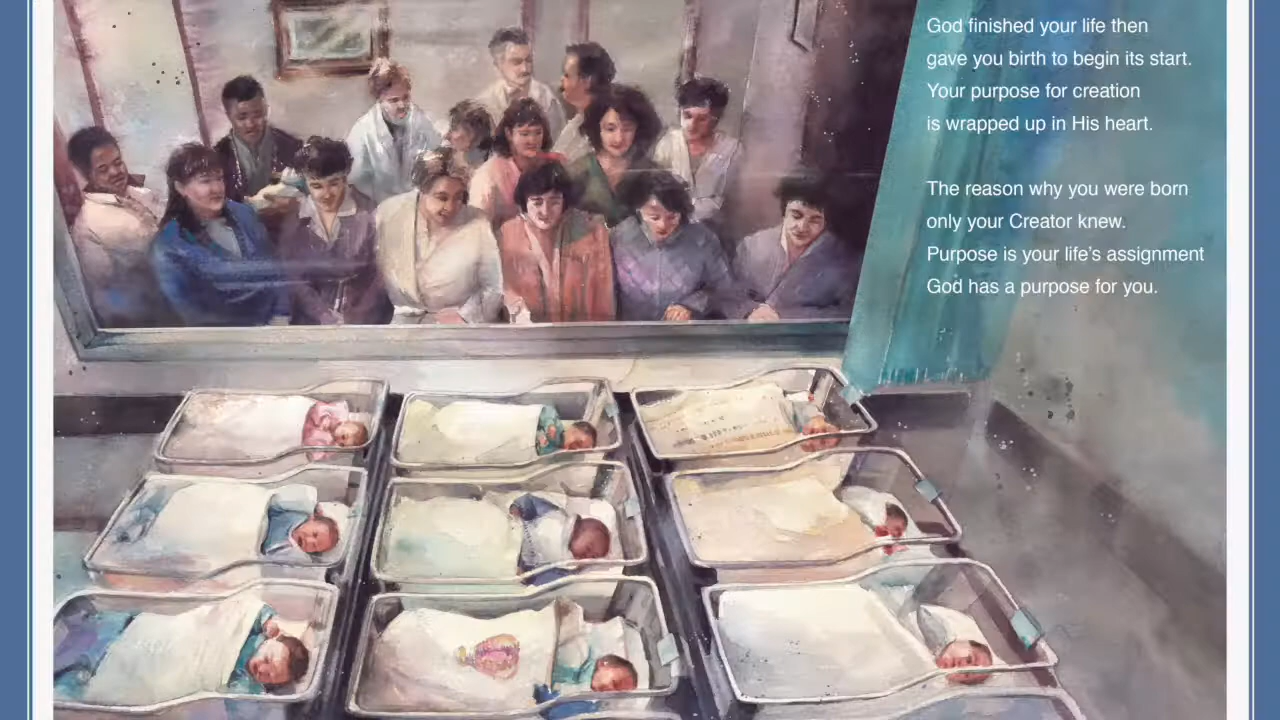 God finished your life then
gave you birth to begin its start.
Your purpose for creation
is wrapped up in His heart.
The reason why you were born
only your Creator knew.
Purpose is your life’s assignment
God has a purpose for you.